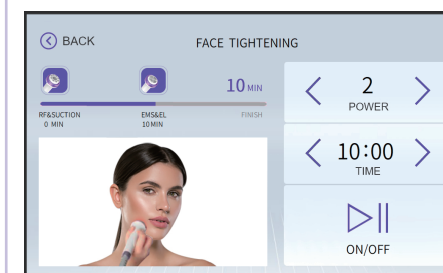 BACK
FACE TIGHTENING
10 MIN
RF&SUCTION
0 MIN
EMS&EL
10 MIN
FINISH
2
POWER
10:00
TIME
ON/OFF